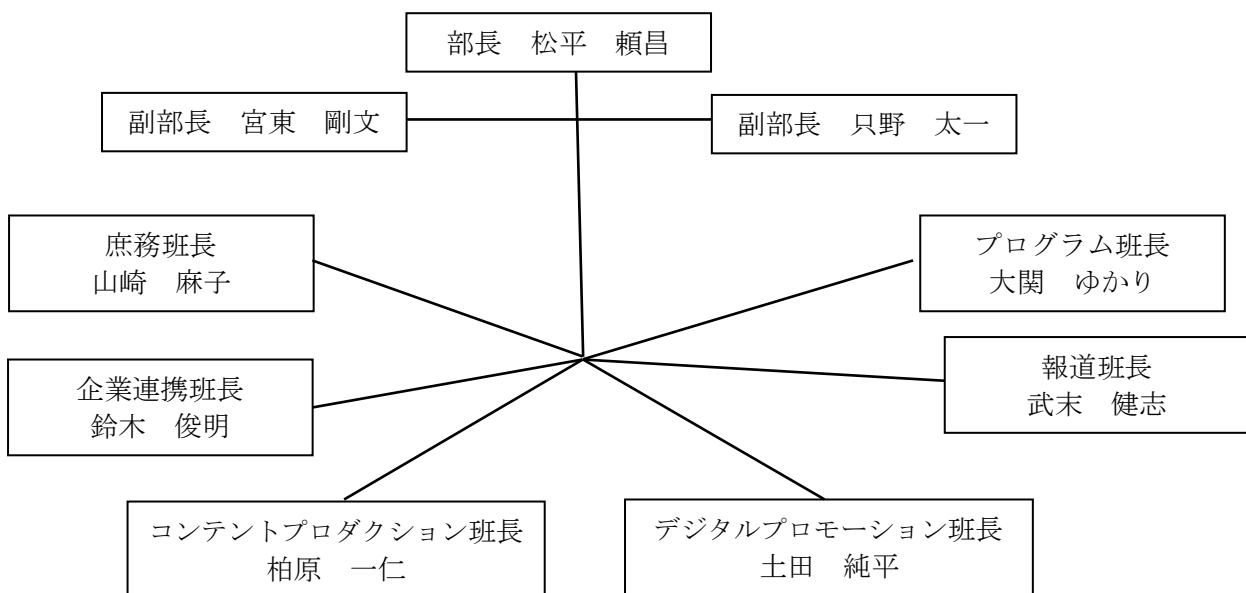 部長　松平　頼昌
副部長　宮東　剛文
副部長　只野　太一
庶務班長
山崎　麻子
プログラム班長
大関　ゆかり
企業連携班長
鈴木　俊明
報道班長
武末　健志
コンテントプロダクション班長
柏原　一仁
デジタルプロモーション班長
土田　純平